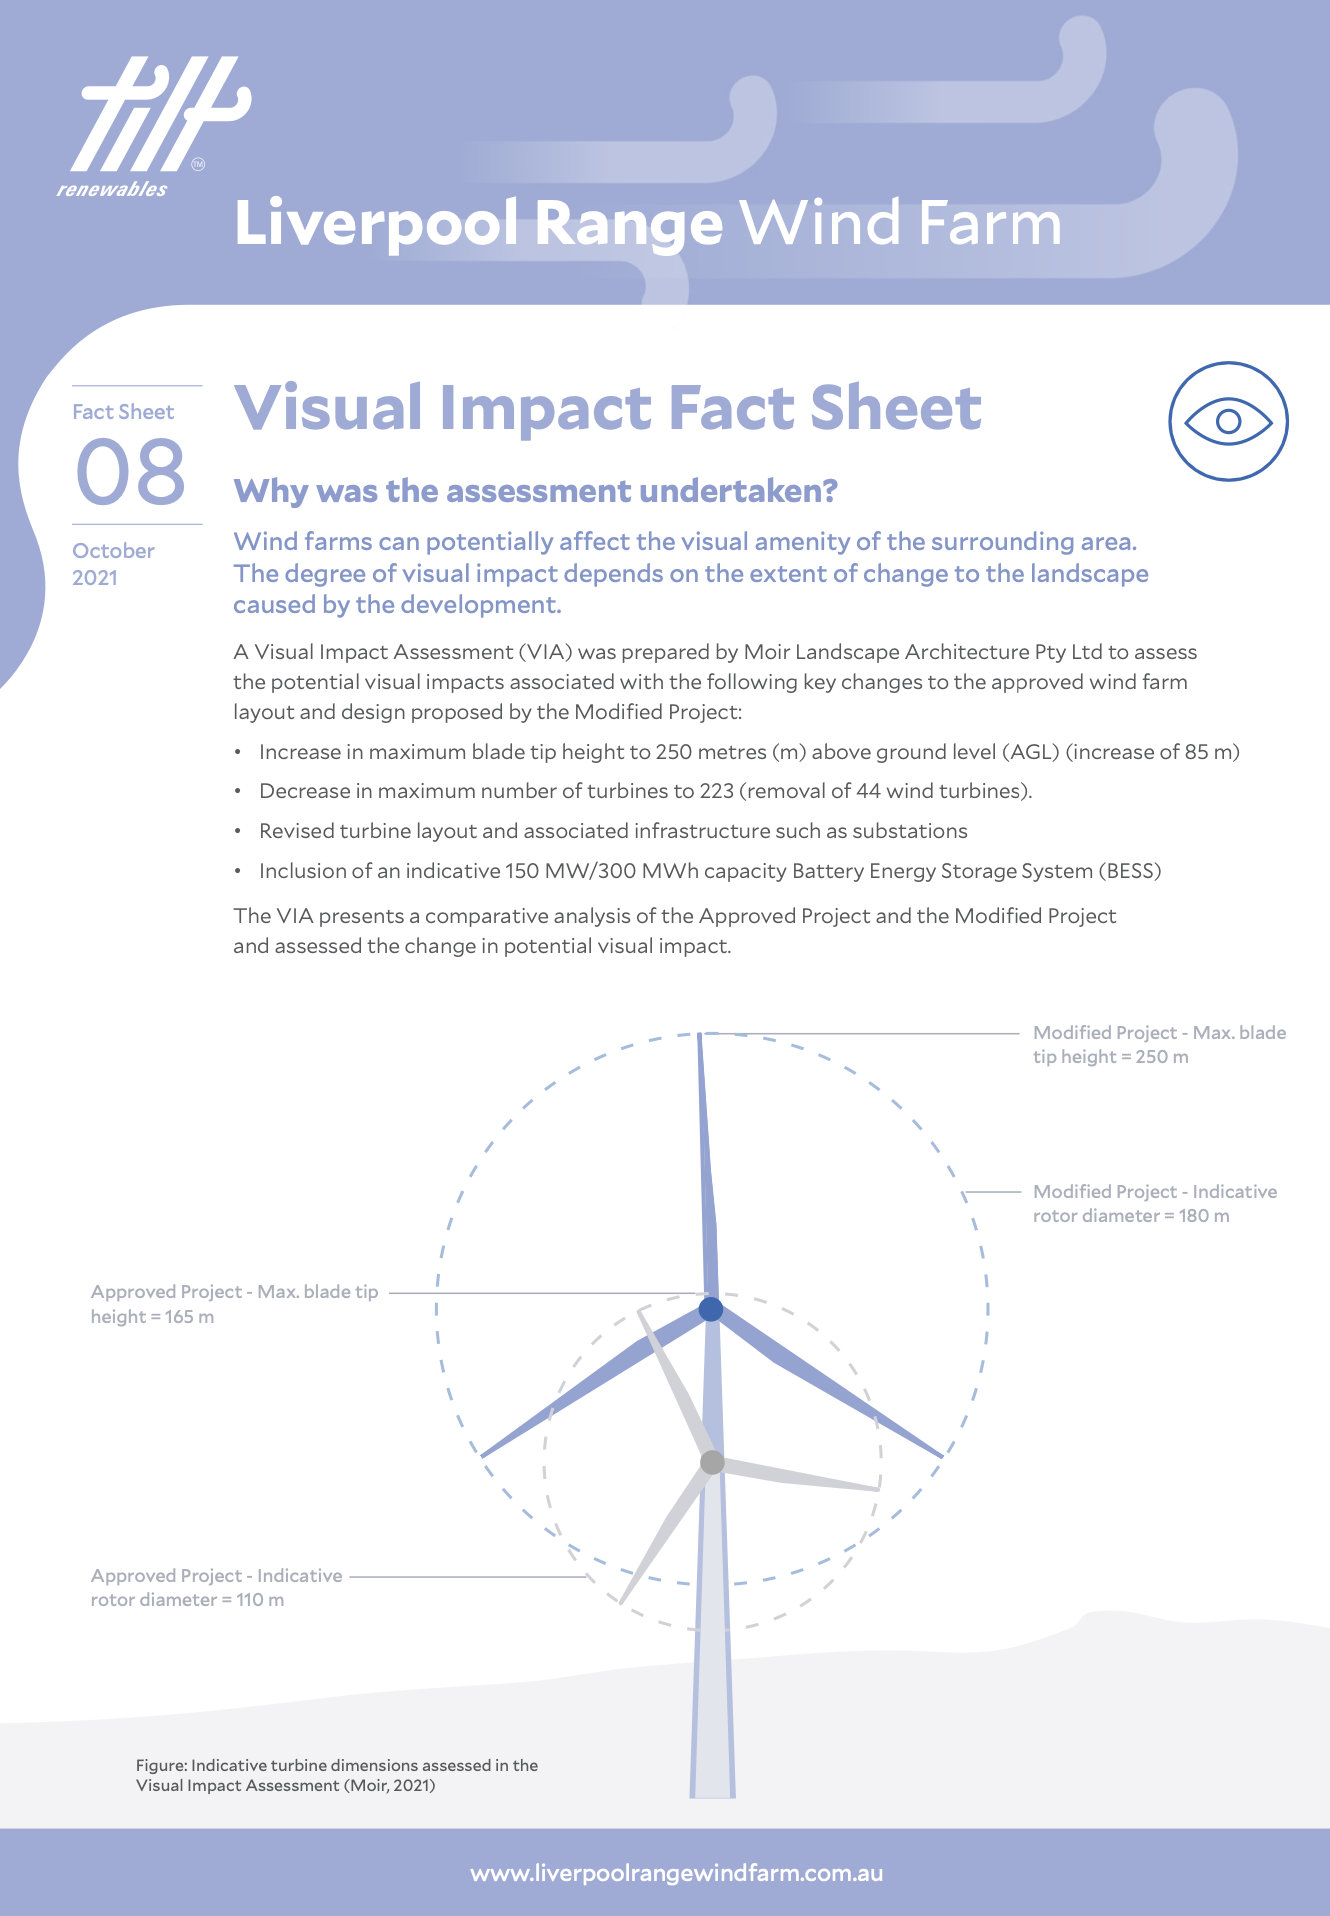 tilt
TM
renewables
Liverpool Range Wind Farm
Fact Sheet
08
October
2021
Visual Impact Fact Sheet
Why was the assessment undertaken?
Wind farms can potentially affect the visual amenity of the surrounding area.
The degree of visual impact depends on the extent of change to the landscape
caused by the development.
A Visual Impact Assessment (VIA) was prepared by Moir Landscape Architecture Pty Ltd to assess
the potential visual impacts associated with the following key changes to the approved wind farm
layout and design proposed by the Modified Project:
• Increase in maximum blade tip height to 250 metres (m) above ground level (AGL) (increase of 85 m)
• Decrease in maximum number of turbines to 223 (removal of 44 wind turbines).
• Revised turbine layout and associated infrastructure such as substations
• Inclusion of an indicative 150 MW/300 MWh capacity Battery Energy Storage System (BESS)
The VIA presents a comparative analysis of the Approved Project and the Modified Project
and assessed the change in potential visual impact.
Modified Project - Max. blade
tip height = 250 m
Modified Project - Indicative
rotor diameter = 180 m
Approved Project - Max. blade tip
height = 165 m
Approved Project - Indicative
rotor diameter = 110 m
Figure: Indicative turbine dimensions assessed in the
Visual Impact Assessment (Moir, 2021)
www.liverpoolrangewindfarm.com.au